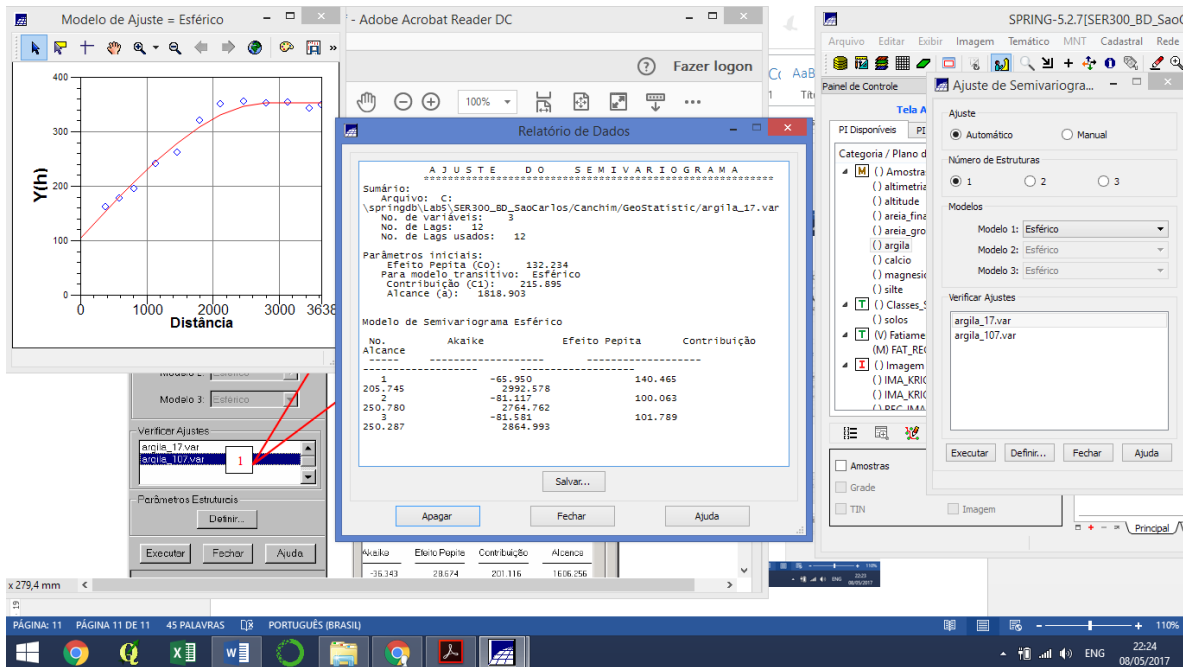 Modelo de Ajuste = Esférico
Y(h)
400
300
200
100
0
0 1000 2000 3000 3638
Distância
- Adobe Acrobat Reader DC
Fazer logon
100%
AaB
Relatório de Dados
A J U S T E D O S E M I V A R I O G R A M A
Sumário:
Arquivo: C:
\springdb\Lab5\SER300_BD_SaoCarlos/Canchim/GeoStatistic/argila_17.var
No. de variáveis: 3
No. de Lags: 12
No. de Lags usados: 12
Parâmetros iniciais:
Efeito Pepita (Co): 132.234
Para modelo transitivo: Esférico
Contribuição (C1): 215.895
Alcance (a): 1818.903
Modelo de Semivariograma Esférico
No. Akaike Efeito Pepita Contribuição
Alcance
----- -------------------- --------------------
-------------------- --------------------
1 -65.950 140.465
205.745 2992.578
2 -81.117 100.063
250.780 2764.762
3 -81.581 101.789
250.287 2864.993
Salvar...
Apagar Fechar Ajuda
Modelo 3: Esférico
Verificar Ajustes
argila_17.var
argila_107.var
1
Parâmetros Estruturais
Definir...
Executar Fechar Ajuda
Akaike Efeito Pepita Contribuição Alcance
-36.343 28.674 201.116 1606.256
x 279,4 mm
SPRING-5.2.7[SER300_BD_SaoC
Arquivo Editar Exibir Imagem Temático MNT Cadastral Rede
Painel de Controle
Tela A
PI Disponíveis PI
Categoria / Plano d
M () Amostra
() altimetria
() altitude
() areia_fina
() areia_gro
() argila
() calcio
() magnesio
() silte
T () Classes_S
() solos
T (V) Fatiame
(M) FAT_REC
I () Imagem
() IMA_KRIG
() IMA_KRIG
Amostras
Grade
TIN Imagem
Principal
Ajuste de Semivariogra...
Ajuste
Automático Manual
Número de Estruturas
1 2 3
Modelos
Modelo 1: Esférico
Modelo 2: Esférico
Modelo 3: Esférico
Verificar Ajustes
argila_17.var
argila_107.var
Executar Definir... Fechar Ajuda
PÁGINA: 11 PÁGINA 11 DE 11 45 PALAVRAS PORTUGUÊS (BRASIL) 110%
ENG
22:24
08/05/2017